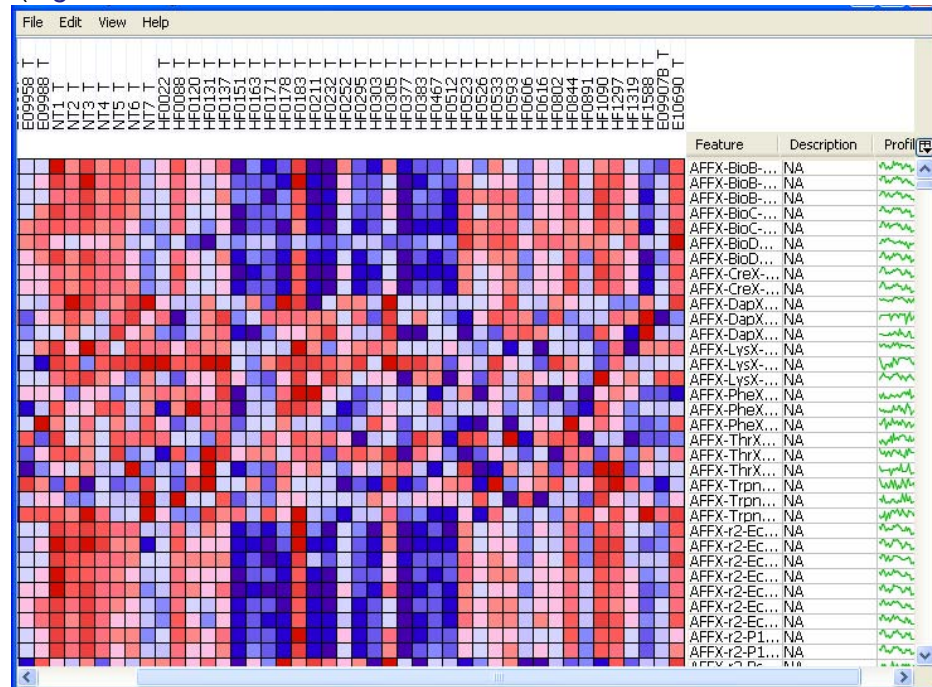 File Edit View Help
E09958 T
E09988 T
NT1 T
NT2 T
NT3 T
NT4 T
NT5 T
NT6 T
NT7 T
HF0022 T
HF0088 T
HF0120 T
HF0131 T
HF0137 T
HF0151 T
HF0163 T
HF0171 T
HF0178 T
HF0183 T
HF0211 T
HF0232 T
HF0252 T
HF0295 T
HF0303 T
HF0305 T
HF0377 T
HF0383 T
HF0467 T
HF0512 T
HF0523 T
HF0526 T
HF0533 T
HF0593 T
HF0606 T
HF0616 T
HF0802 T
HF0844 T
HF0891 T
HF1090 T
HF1297 T
HF1319 T
HF1588 T
E09907B T
E10690 T
Feature Description Profil
AFFX-BioB-... NA
AFFX-BioB-... NA
AFFX-BioB-... NA
AFFX-BioC-... NA
AFFX-BioC-... NA
AFFX-BioD... NA
AFFX-BioD... NA
AFFX-CreX-... NA
AFFX-CreX-... NA
AFFX-DapX... NA
AFFX-DapX... NA
AFFX-DapX... NA
AFFX-LysX-... NA
AFFX-LysX-... NA
AFFX-LysX-... NA
AFFX-PheX... NA
AFFX-PheX... NA
AFFX-PheX... NA
AFFX-ThrX... NA
AFFX-ThrX... NA
AFFX-ThrX... NA
AFFX-Trpn... NA
AFFX-Trpn... NA
AFFX-Trpn... NA
AFFX-r2-Ec... NA
AFFX-r2-Ec... NA
AFFX-r2-Ec... NA
AFFX-r2-Ec... NA
AFFX-r2-Ec... NA
AFFX-r2-Ec... NA
AFFX-r2-Ec... NA
AFFX-r2-P1... NA
AFFX-r2-P1... NA